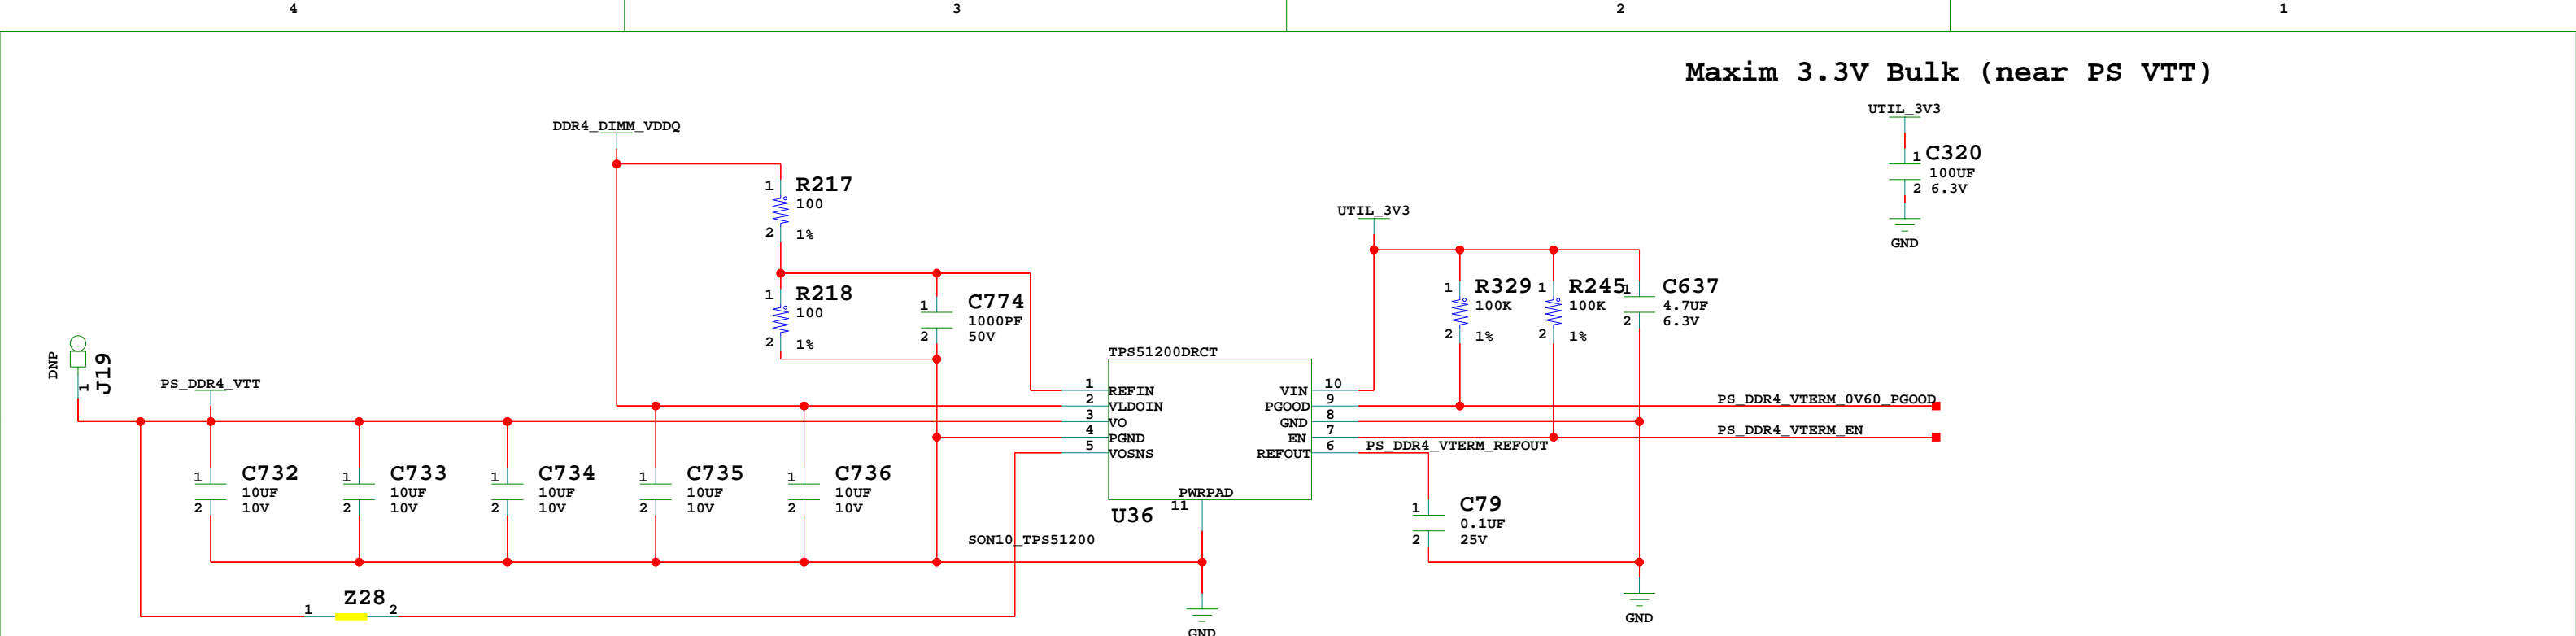 4
3
2
1
Maxim 3.3V Bulk (near PS VTT)
UTIL_3V3
1
C320
100UF
2
6.3V
GND
DDR4_DIMM_VDDQ
1
R217
100
2
1%
1
R218
100
2
1%
1
C774
1000PF
2
50V
UTIL_3V3
1
R329
100K
2
1%
1
R245
100K
2
1%
1
C637
4.7UF
2
6.3V
DNP
1
J19
PS_DDR4_VTT
TPS51200DRCT
1
REFIN
2
VLDOIN
3
VO
4
PGND
5
VOSNS
VIN
10
PGOOD
9
GND
8
EN
7
REFOUT
6
PWRPAD
11
U36
SON10_TPS51200
PS_DDR4_VTERM_0V60_PGOOD
PS_DDR4_VTERM_EN
PS_DDR4_VTERM_REFOUT
1
C732
10UF
2
10V
1
C733
10UF
2
10V
1
C734
10UF
2
10V
1
C735
10UF
2
10V
1
C736
10UF
2
10V
1
C79
0.1UF
2
25V
1
Z28
2
GND
GND